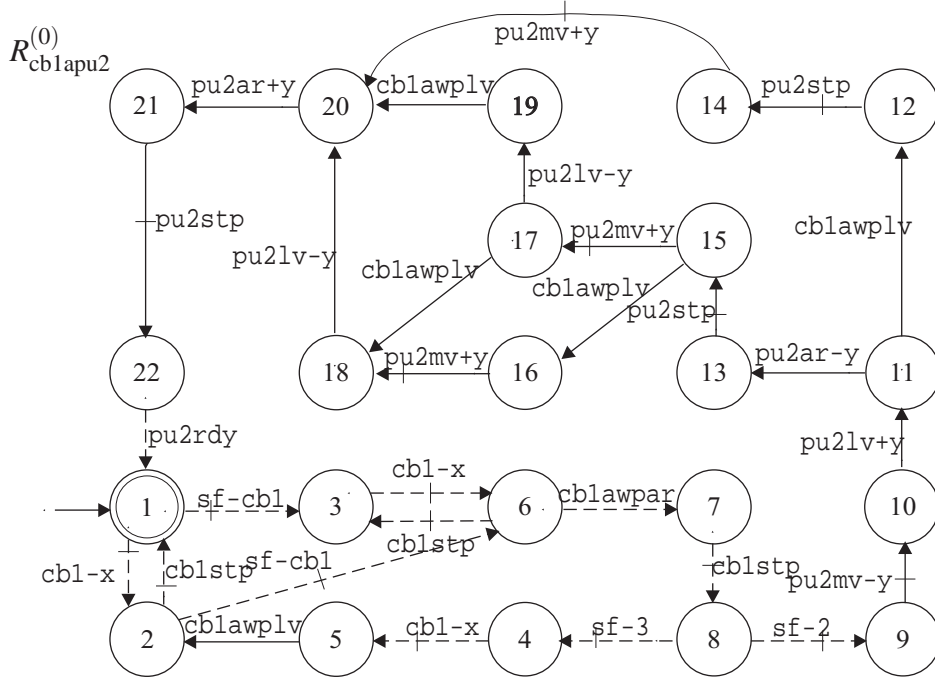 R^{(0)}_{cb1apu2}
pu2mv+y
21
pu2ar+y
20
cb1awplv
19
14
pu2stp
12
pu2stp
pu2lv-y
pu2lv-y
cb1awplv
17
pu2mv+y
15
cb1awplv
cb1awplv
pu2stp
22
18
pu2mv+y
16
13
pu2ar-y
11
pu2rdy
pu2lv+y
1
sf-cb1
3
cb1-x
6
cb1awpar
7
10
cb1stp
cb1-x
cb1stp
sf-cb1
cb1stp
pu2mv-y
2
cb1awplv
5
cb1-x
4
sf-3
8
sf-2
9